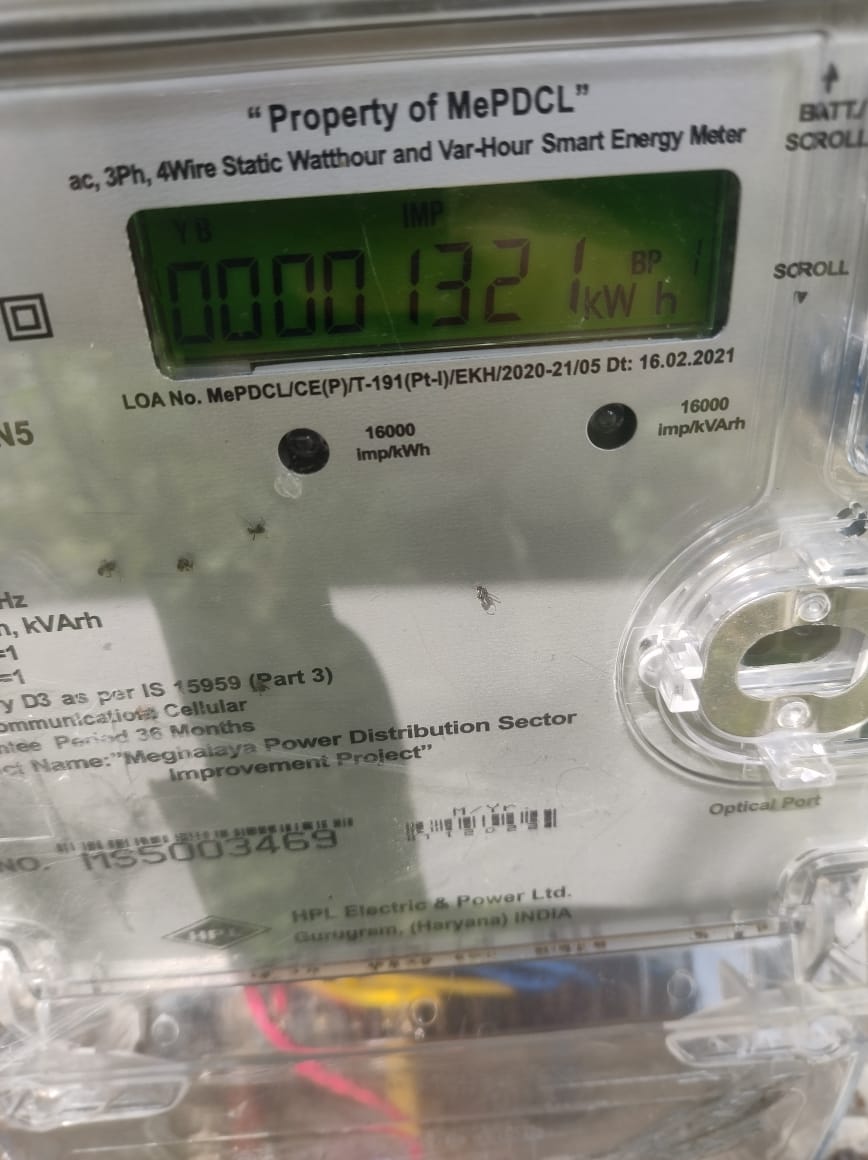 “Property of MePDCL”
ac, 3Ph, 4Wire Static Watthour and Var-Hour Smart Energy Meter
BATT/
SCROLL
Y B IMP
00001321 BP
kW h
SCROLL
LOA No. MePDCL/CE(P)/T-191(Pt-I)/EKH/2020-21/05 Dt: 16.02.2021
N5
16000
imp/kWh
16000
imp/kVArh
Hz
h, kVArh
=1
=1
y D3 as per IS 15959 (Part 3)
ommunication: Cellular
ntee Period 36 Months
ct Name:"Meghalaya Power Distribution Sector
Improvement Project"
Optical Port
M/Yr
NO. MSS003469
HPL
HPL Electric & Power Ltd.
Gurugram, (Haryana) INDIA